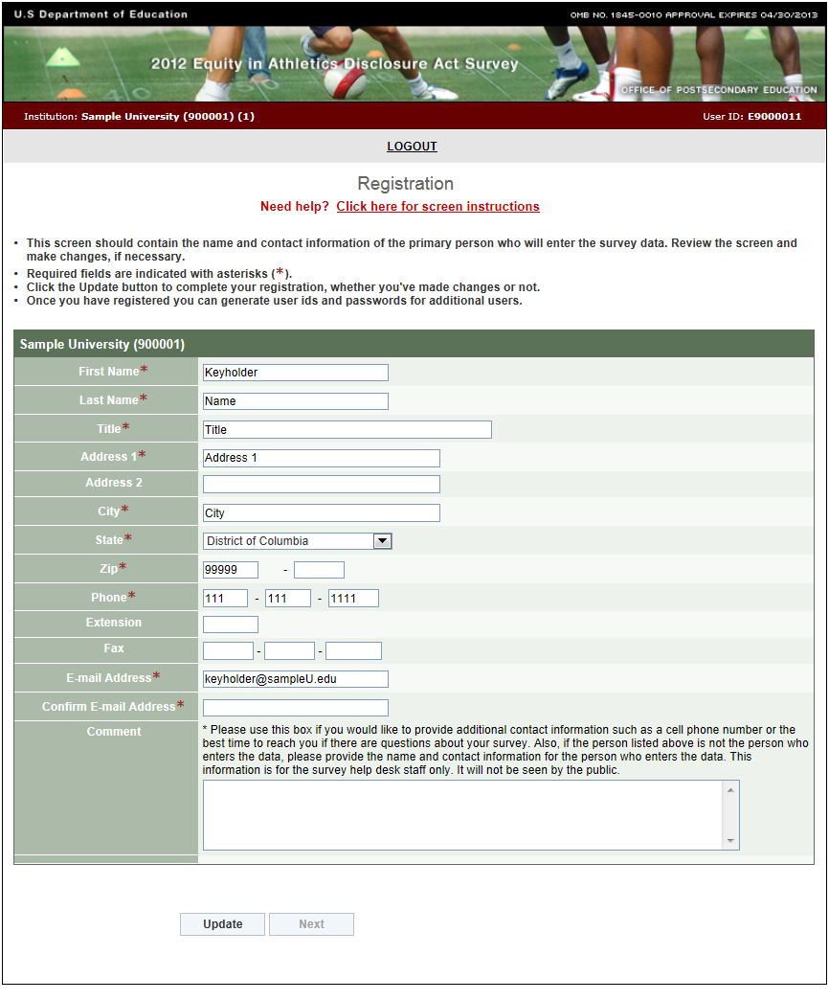 U.S Department of Education
OMB NO. 1845-0010 APPROVAL EXPIRES 04/30/2013
2012 Equity in Athletics Disclosure Act Survey
OFFICE OF POSTSECONDARY EDUCATION
Institution: Sample University (900001) (1)
User ID: E9000011
LOGOUT
Registration
Need help? Click here for screen instructions
• This screen should contain the name and contact information of the primary person who will enter the survey data. Review the screen and
make changes, if necessary.
• Required fields are indicated with asterisks (*).
• Click the Update button to complete your registration, whether you've made changes or not.
• Once you have registered you can generate user ids and passwords for additional users.
Sample University (900001)
First Name* Keyholder
Last Name* Name
Title* Title
Address 1* Address 1
Address 2
City* City
State* District of Columbia
Zip* 99999 -
Phone* 111 - 111 - 1111
Extension
Fax - -
E-mail Address* keyholder@sampleU.edu
Confirm E-mail Address*
Comment
* Please use this box if you would like to provide additional contact information such as a cell phone number or the
best time to reach you if there are questions about your survey. Also, if the person listed above is not the person who
enters the data, please provide the name and contact information for the person who enters the data. This
information is for the survey help desk staff only. It will not be seen by the public.
Update Next